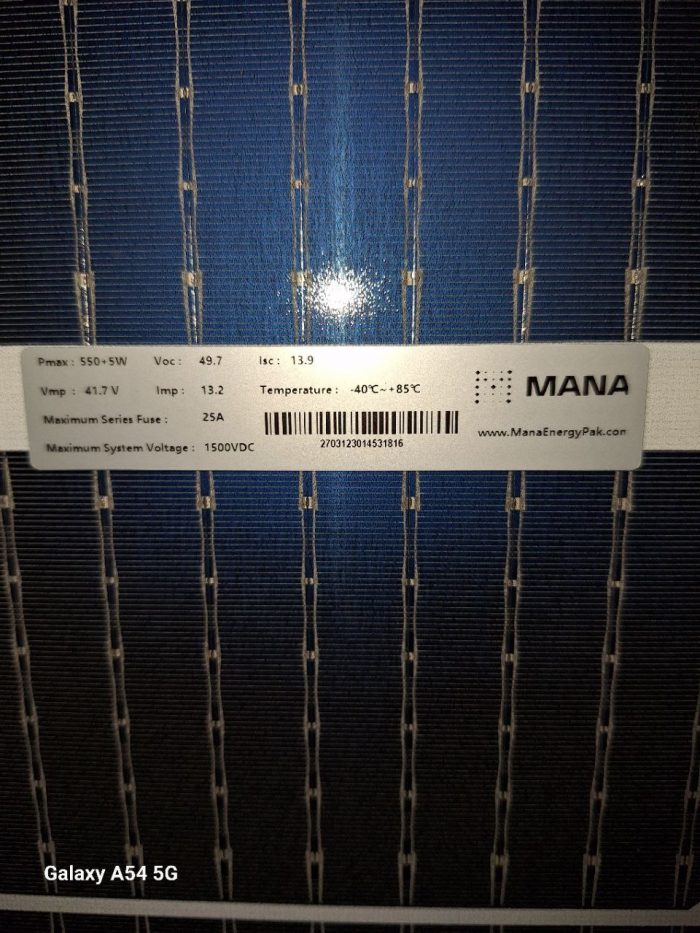 Pmax : 550+5W Voc : 49.7 Isc : 13.9
Vmp : 41.7 V Imp : 13.2 Temperature : -40℃~+85℃
MANA
Maximum Series Fuse : 25A
www.ManaEnergyPak.com
2703123014531816
Maximum System Voltage : 1500VDC
Galaxy A54 5G